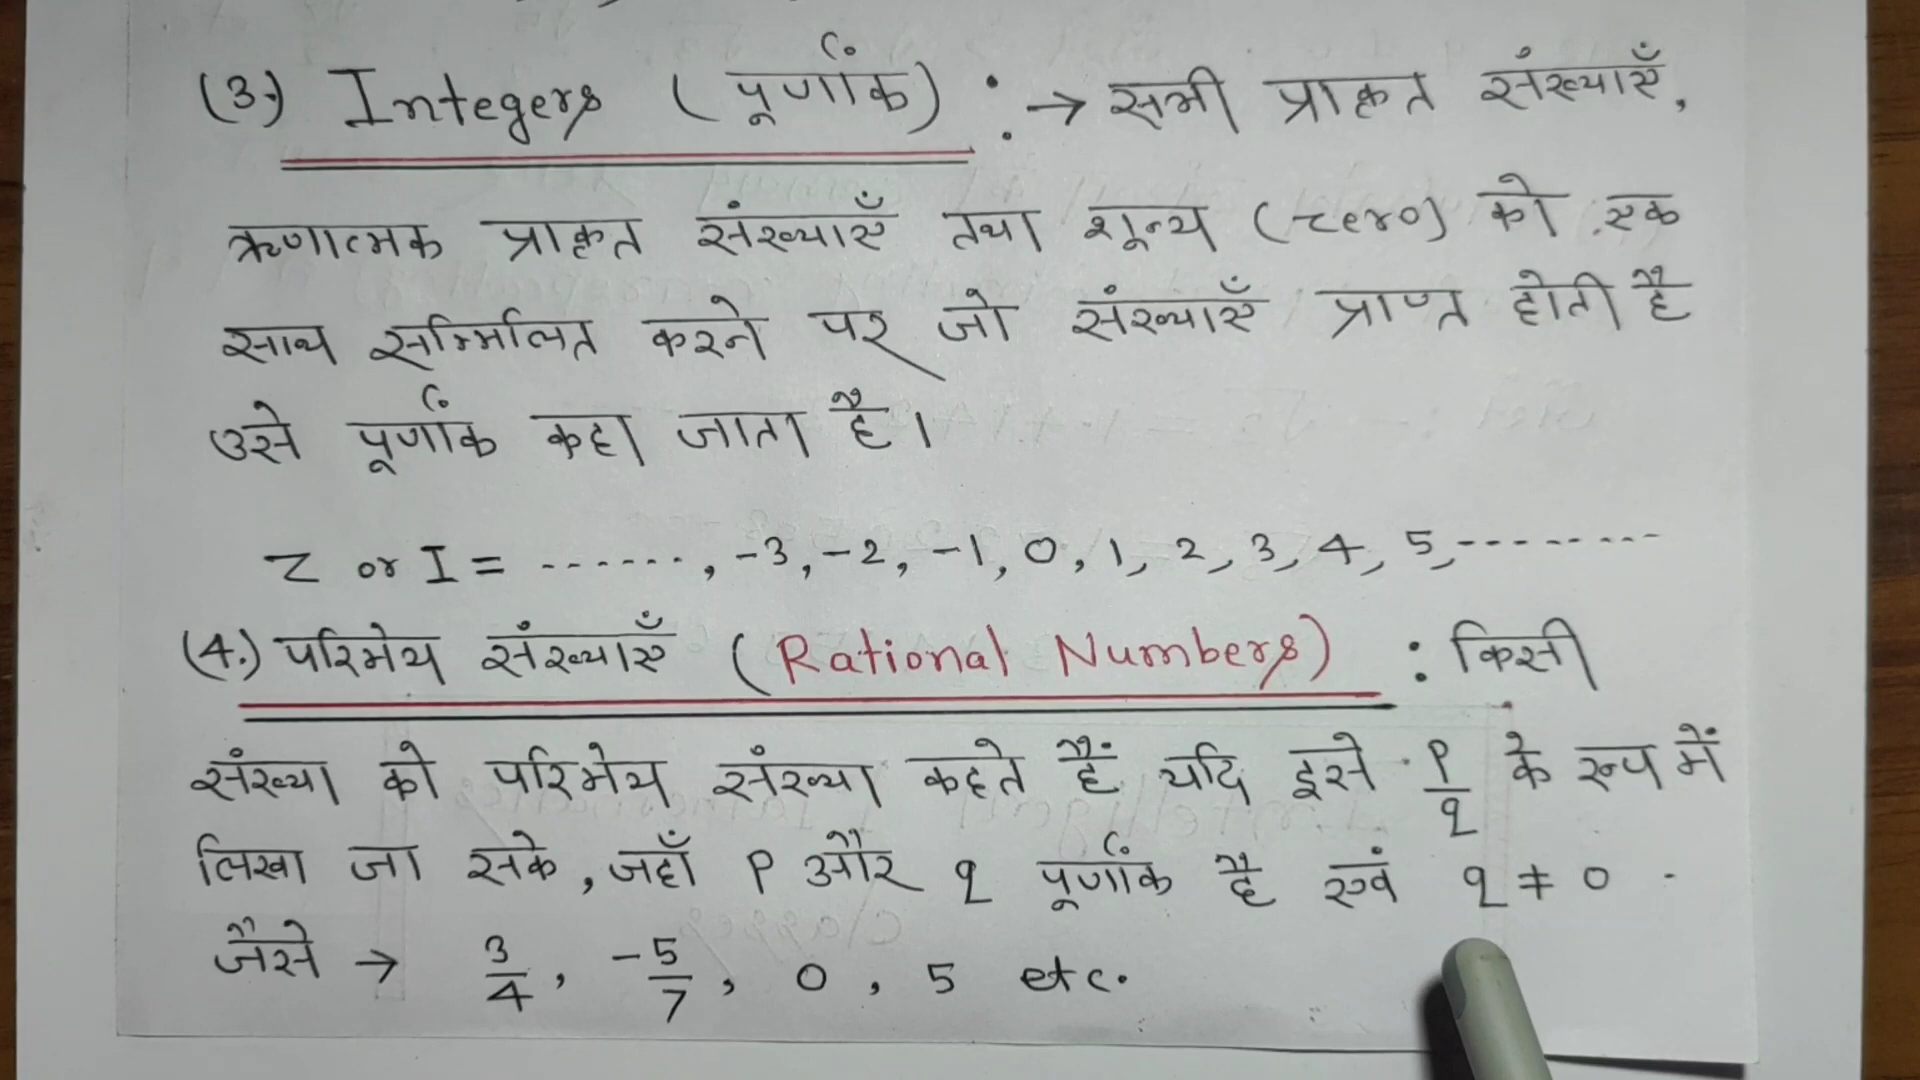 (3.) Integers (पूर्णांक) :→ सभी प्राकृत संख्याएँ,
ऋणात्मक प्राकृत संख्याएँ तथा शून्य (zero) को एक
साथ सम्मिलित करने पर जो संख्याएँ प्राप्त होती है
उसे पूर्णांक कहा जाता है।
Z or I = ......, -3, -2, -1, 0, 1, 2, 3, 4, 5, --------
(4.) परिमेय संख्याएँ (Rational Numbers) : किसी
संख्या को परिमेय संख्या कहते हैं यदि इसे p/q के रूप में
लिखा जा सके, जहाँ p और q पूर्णांक है एवं q ≠ 0 .
जैसे → 3/4, -5/7, 0, 5 etc.